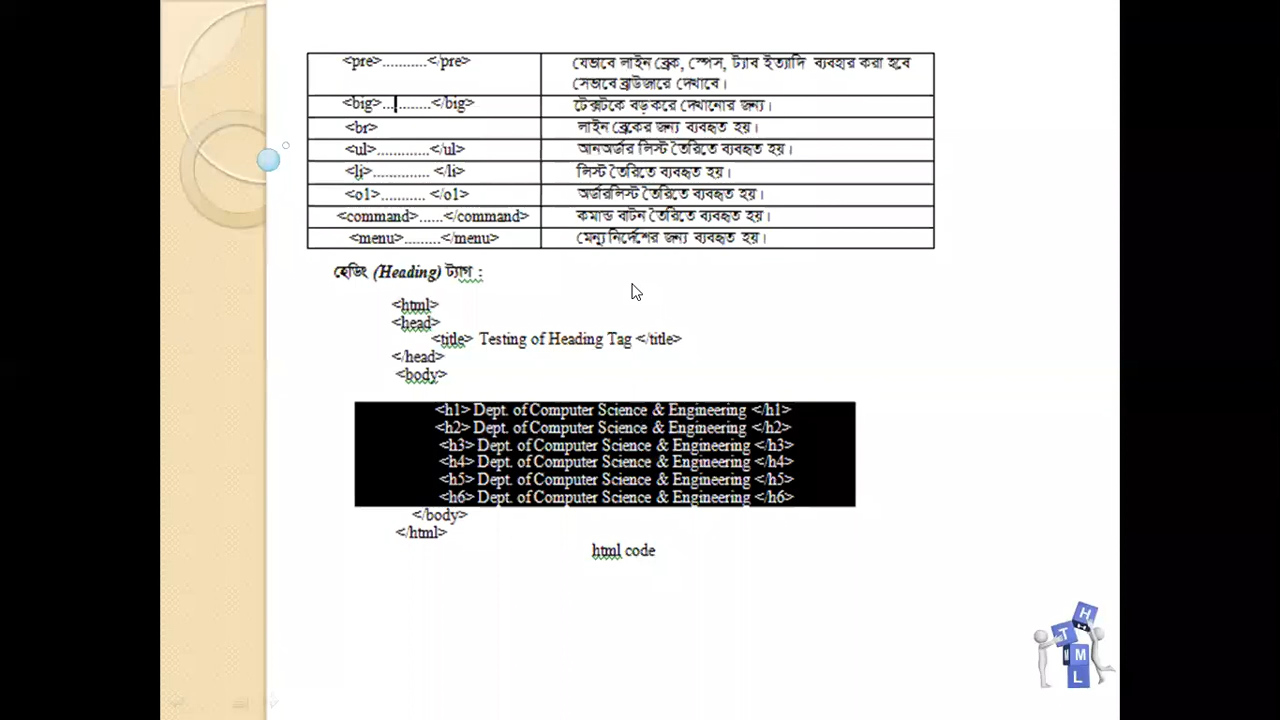 <pre>...........</pre> যেভাবে লাইন ব্রেক, স্পেস, ট্যাব ইত্যাদি ব্যবহার করা হবে
সেভাবে ব্রাউজারে দেখাবে।
<big>...........</big> টেক্সটকে বড় করে দেখানোর জন্য।
<br> লাইন ব্রেকের জন্য ব্যবহৃত হয়।
<ul>.............</ul> আনঅর্ডার লিস্ট তৈরিতে ব্যবহৃত হয়।
<li>.............. </li> লিস্ট তৈরিতে ব্যবহৃত হয়।
<o1>........... </o1> অর্ডারলিস্ট তৈরিতে ব্যবহৃত হয়।
<command>......</command> কমান্ড বাটন তৈরিতে ব্যবহৃত হয়।
<menu>.........</menu> মেন্যু নির্দেশের জন্য ব্যবহৃত হয়।
হেডিং (Heading) ট্যাগ :
<html>
<head>
<title> Testing of Heading Tag </title>
</head>
<body>
<h1> Dept. of Computer Science & Engineering </h1>
<h2> Dept. of Computer Science & Engineering </h2>
<h3> Dept. of Computer Science & Engineering </h3>
<h4> Dept. of Computer Science & Engineering </h4>
<h5> Dept. of Computer Science & Engineering </h5>
<h6> Dept. of Computer Science & Engineering </h6>
</body>
</html>
html code
H
T
M
L